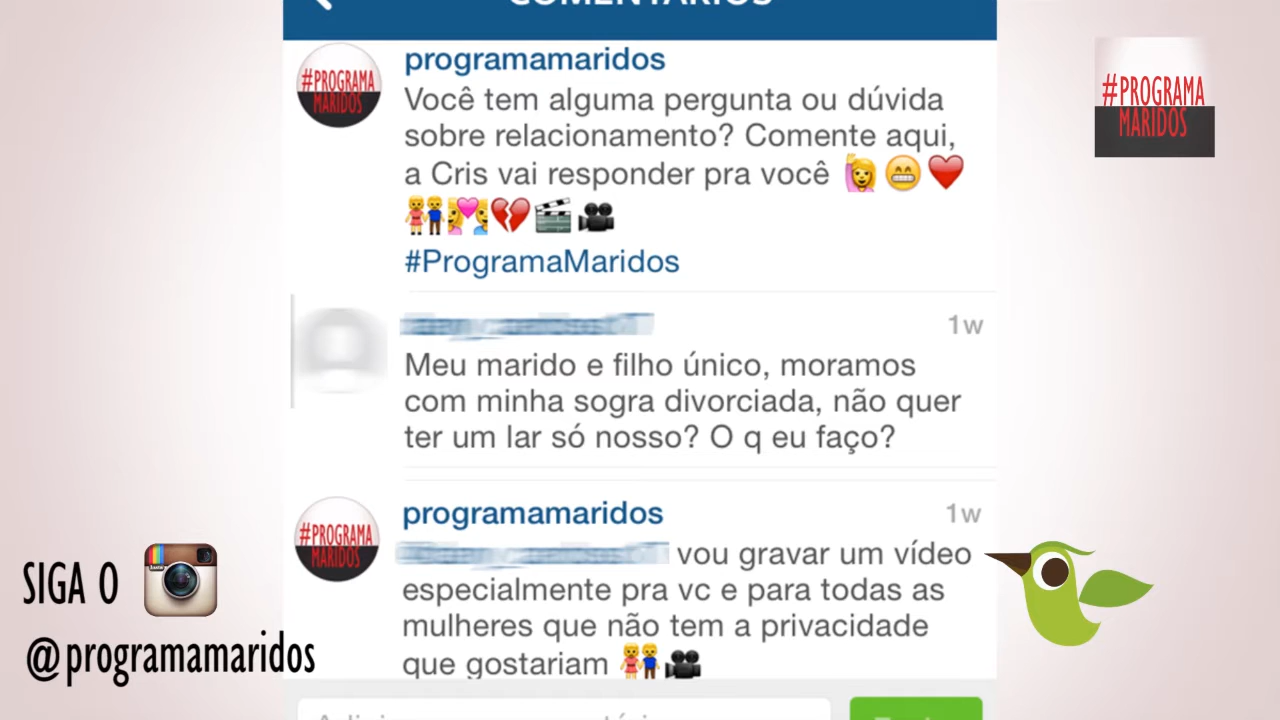 COMENTÁRIOS
programamaridos
#PROGRAMA
MARIDOS
Você tem alguma pergunta ou dúvida
sobre relacionamento? Comente aqui,
a Cris vai responder pra você 🙋😁❤️
👫💑💔🎬🎥
#ProgramaMaridos
#PROGRAMA
MARIDOS
1w
Meu marido e filho único, moramos
com minha sogra divorciada, não quer
ter um lar só nosso? O q eu faço?
programamaridos 1w
#PROGRAMA
MARIDOS
vou gravar um vídeo
especialmente pra vc e para todas as
mulheres que não tem a privacidade
que gostariam 👫🎥
SIGA O
@programamaridos